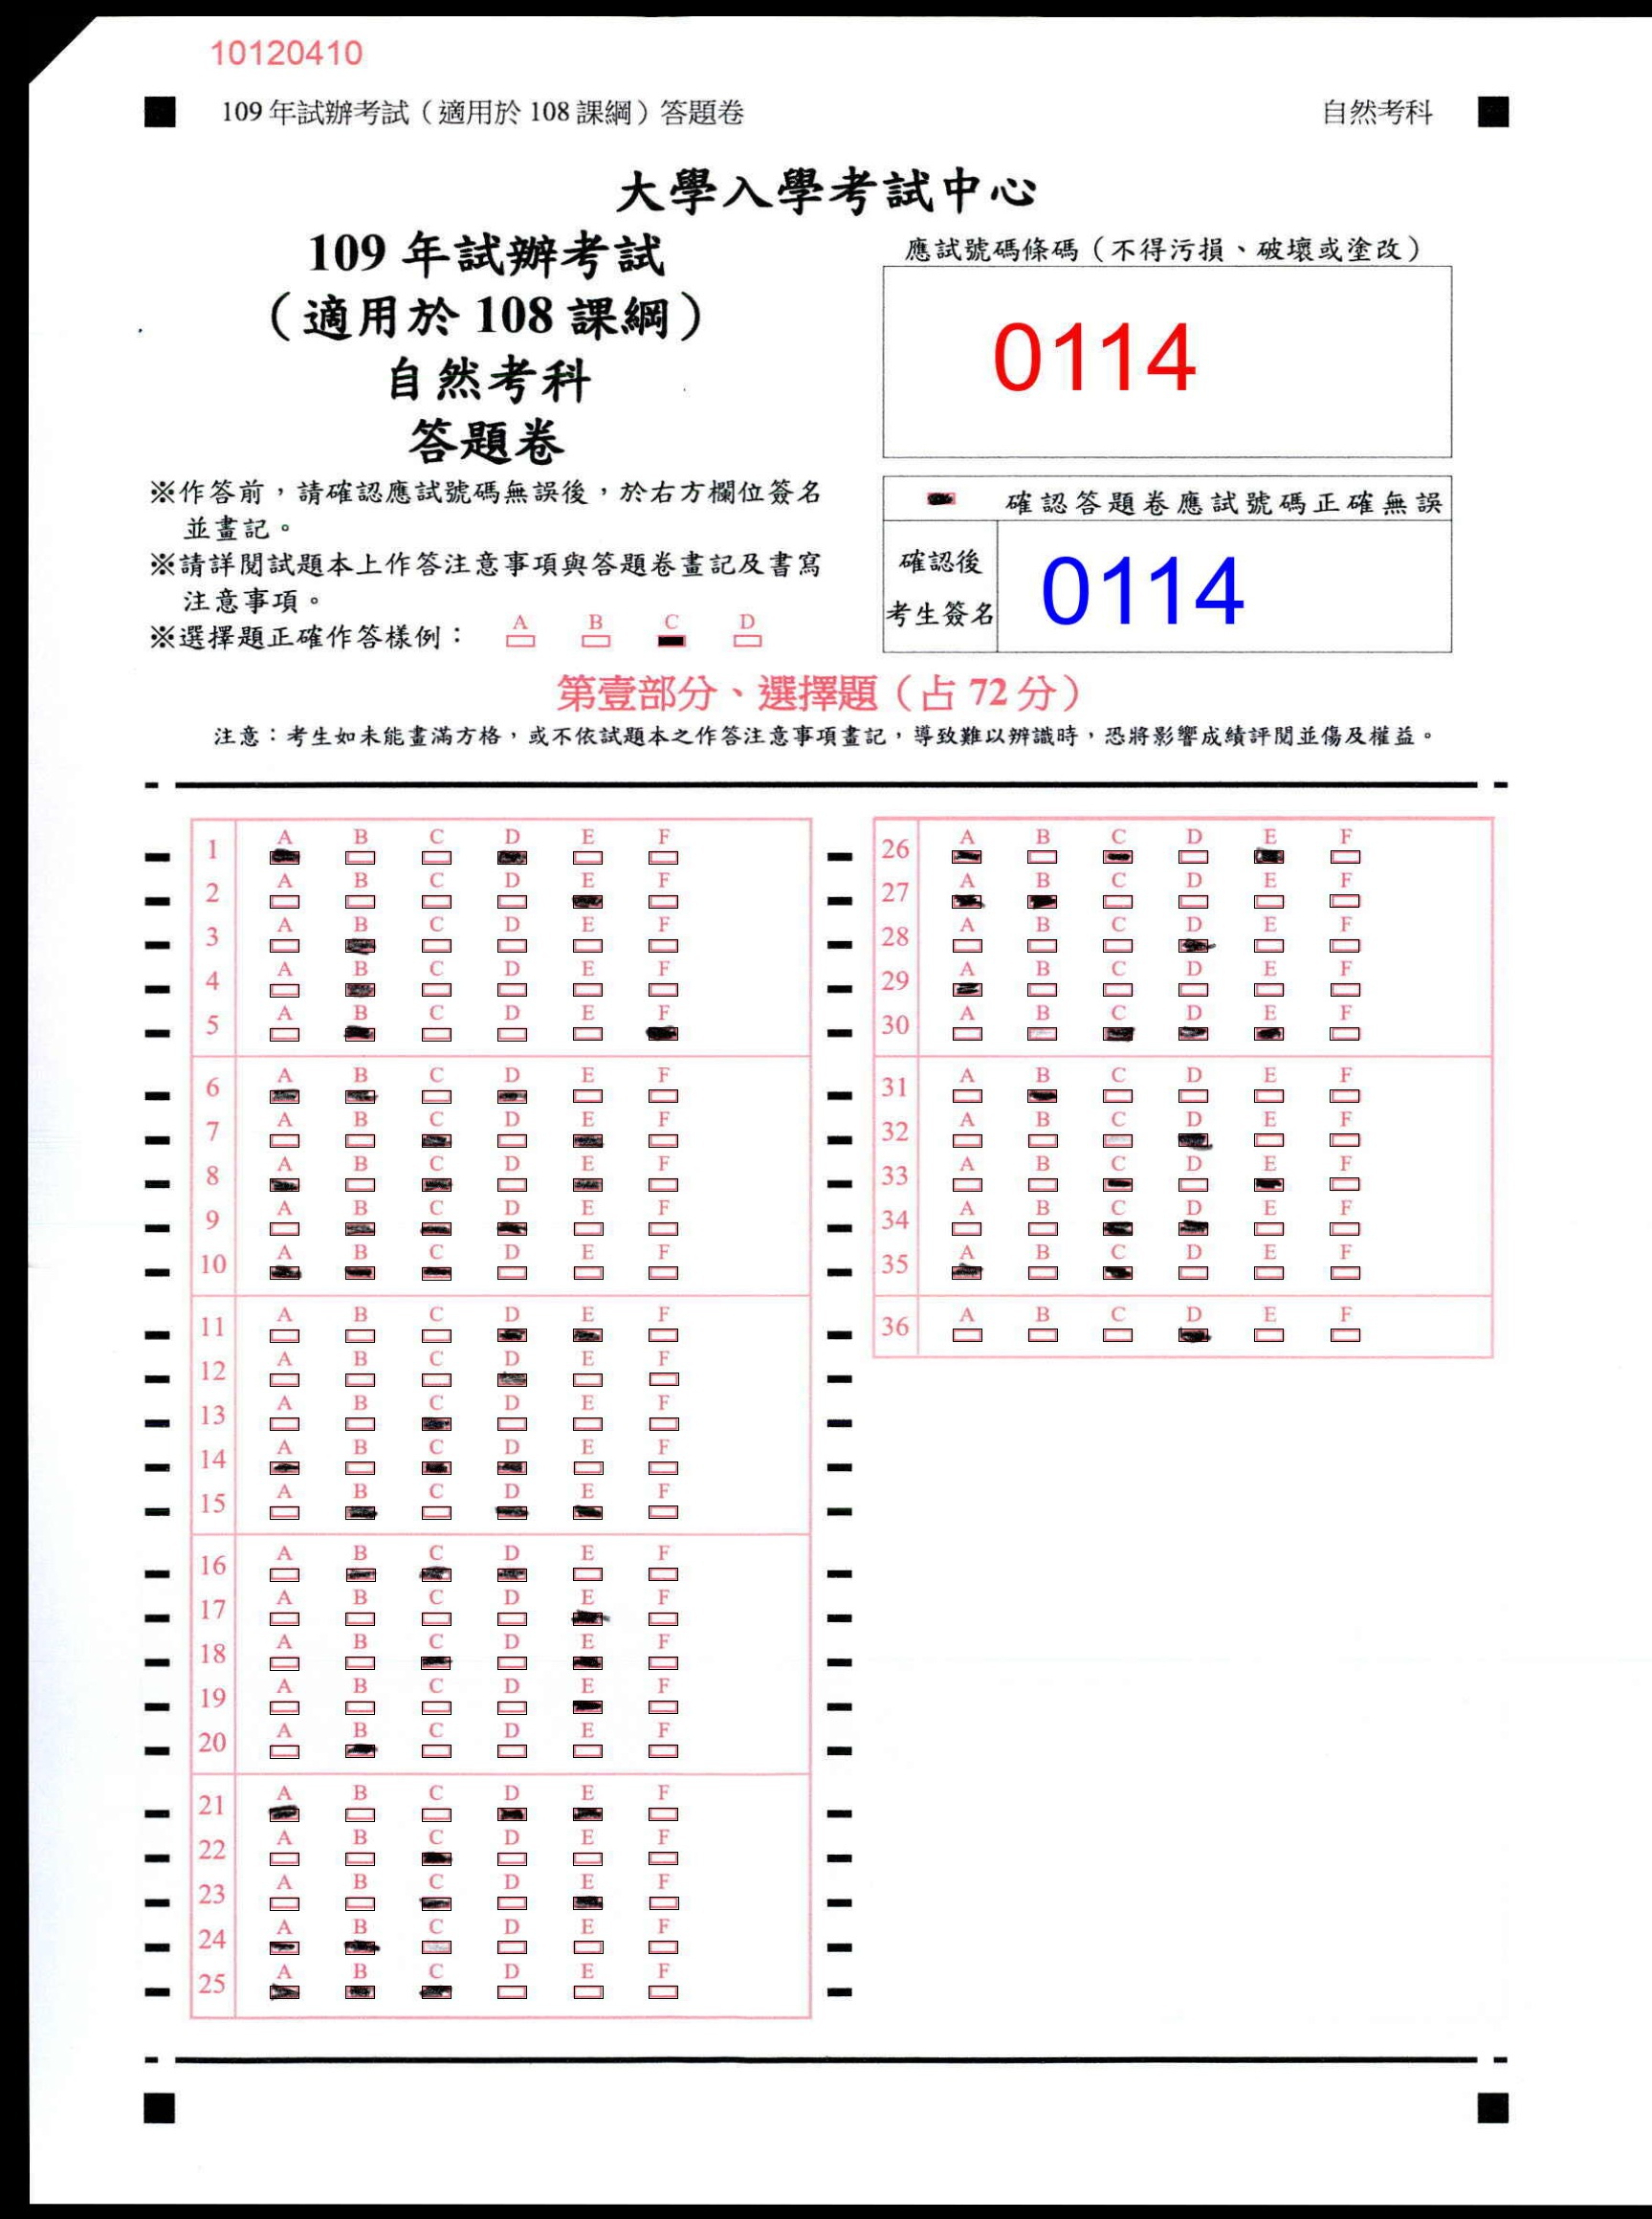 10120410
109年試辦考試（適用於108課綱）答題卷 自然考科
大學入學考試中心
109 年試辦考試
（適用於 108 課綱）
自然考科
答題卷
應試號碼條碼（不得污損、破壞或塗改）
0114
確認答題卷應試號碼正確無誤
確認後
考生簽名
0114
※作答前，請確認應試號碼無誤後，於右方欄位簽名
並畫記。
※請詳閱試題本上作答注意事項與答題卷畫記及書寫
注意事項。
※選擇題正確作答樣例： A B C D
第壹部分、選擇題（占 72 分）
注意：考生如未能畫滿方格，或不依試題本之作答注意事項畫記，導致難以辨識時，恐將影響成績評閱並傷及權益。
1 A B C D E F
2 A B C D E F
3 A B C D E F
4 A B C D E F
5 A B C D E F
6 A B C D E F
7 A B C D E F
8 A B C D E F
9 A B C D E F
10 A B C D E F
11 A B C D E F
12 A B C D E F
13 A B C D E F
14 A B C D E F
15 A B C D E F
16 A B C D E F
17 A B C D E F
18 A B C D E F
19 A B C D E F
20 A B C D E F
21 A B C D E F
22 A B C D E F
23 A B C D E F
24 A B C D E F
25 A B C D E F
26 A B C D E F
27 A B C D E F
28 A B C D E F
29 A B C D E F
30 A B C D E F
31 A B C D E F
32 A B C D E F
33 A B C D E F
34 A B C D E F
35 A B C D E F
36 A B C D E F